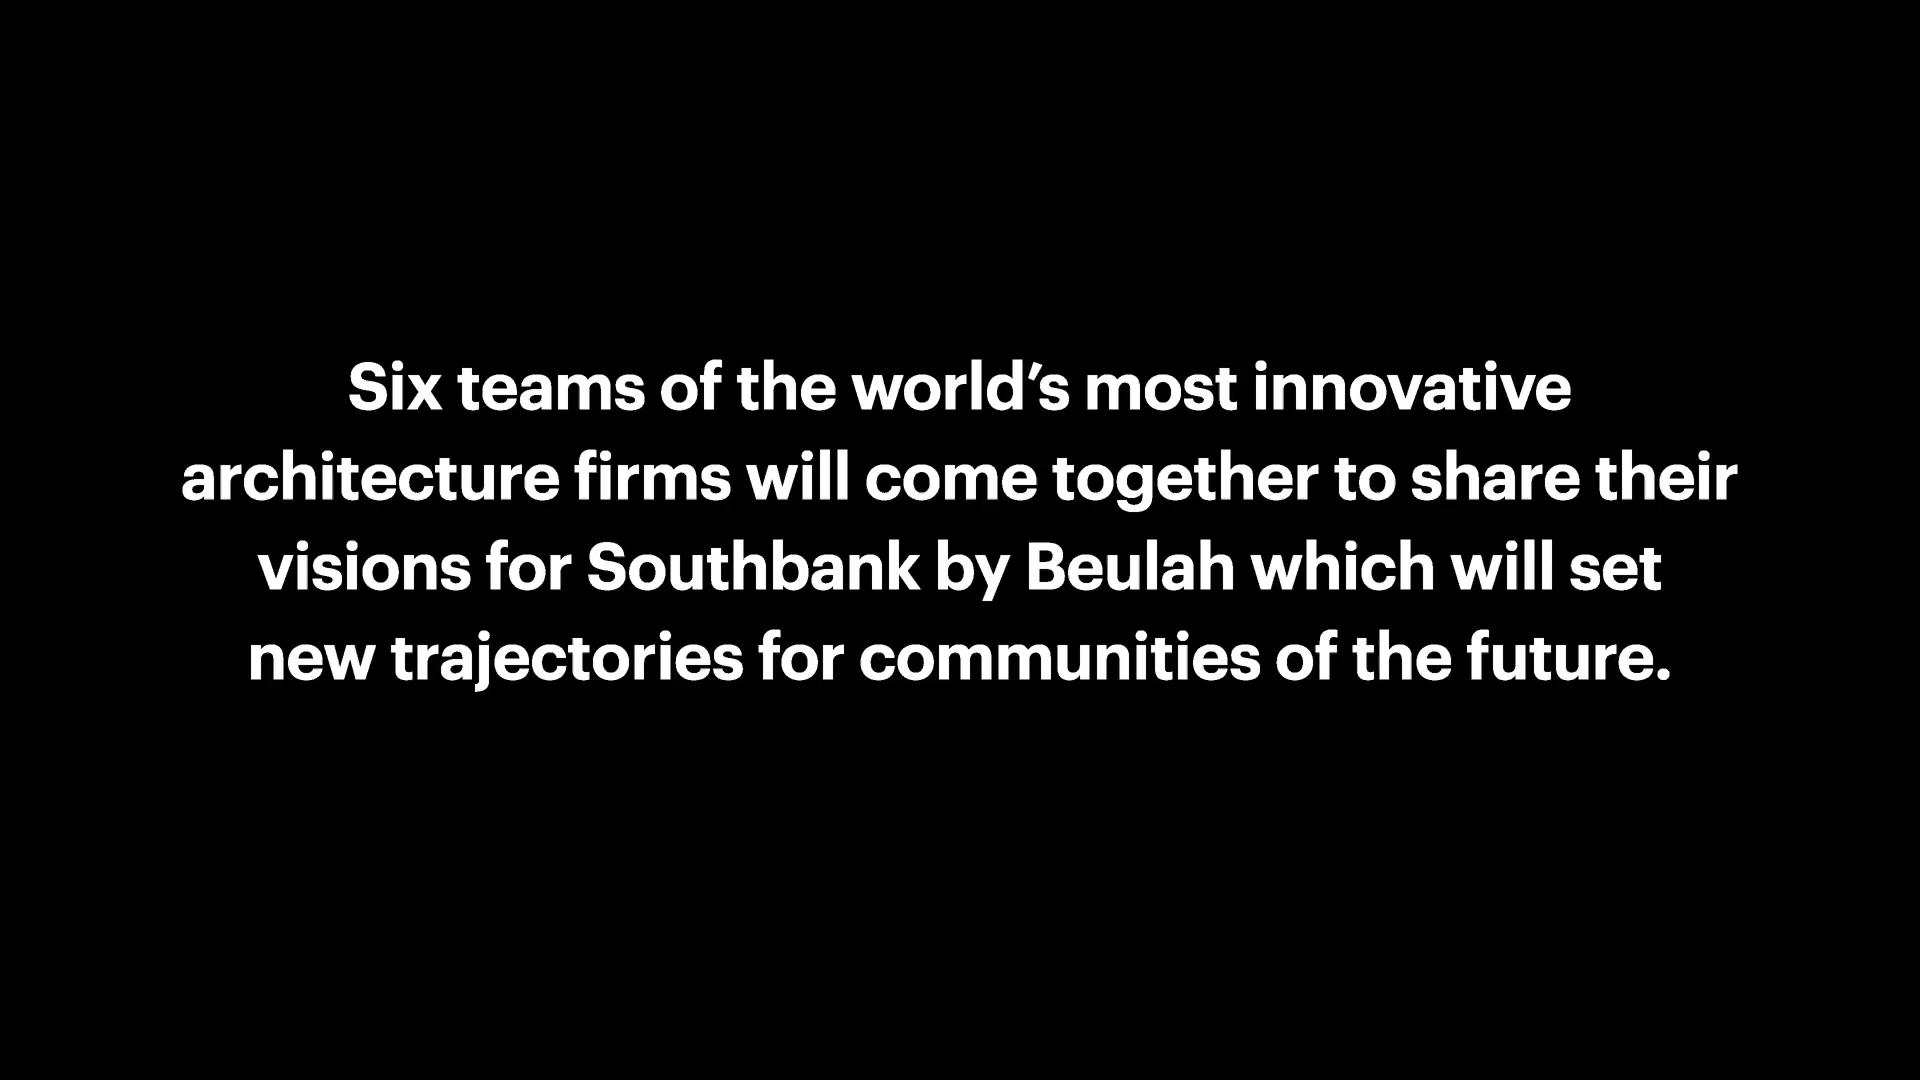 Six teams of the world’s most innovative
architecture firms will come together to share their
visions for Southbank by Beulah which will set
new trajectories for communities of the future.